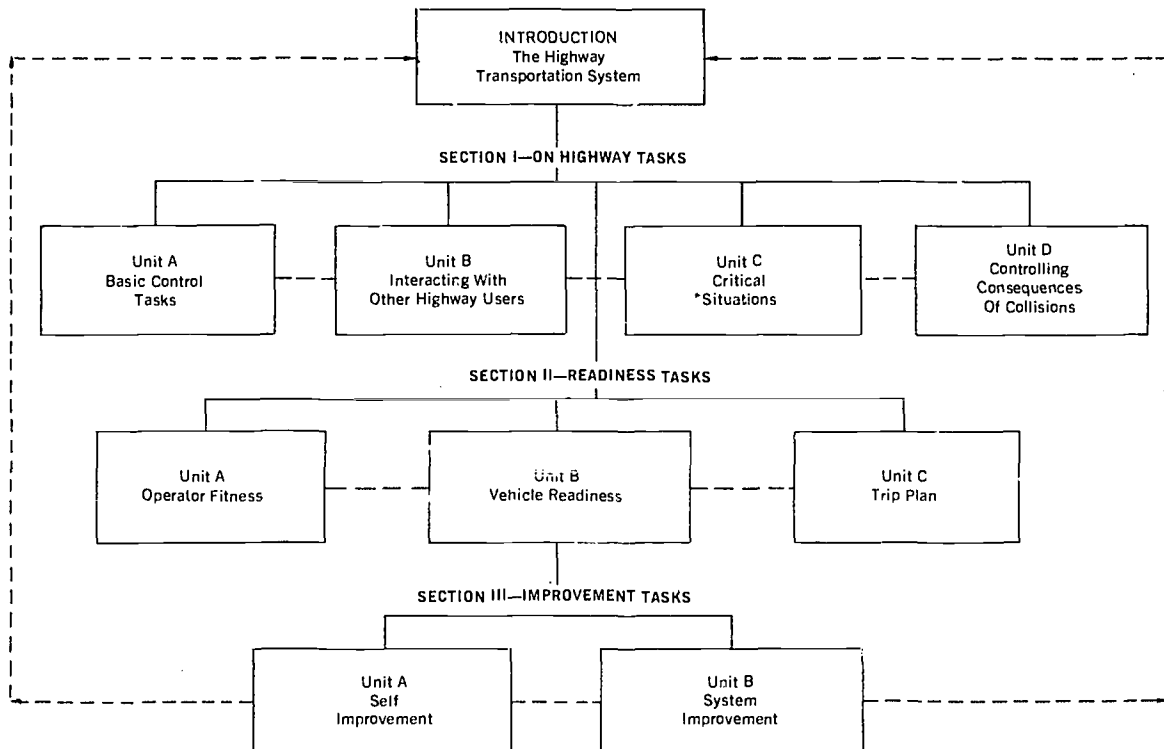 INTRODUCTION
The Highway
Transportation System
SECTION I—ON HIGHWAY TASKS
Unit A
Basic Control
Tasks
Unit B
Interacting With
Other Highway Users
Unit C
Critical
*Situations
Unit D
Controlling
Consequences
Of Collisions
SECTION II—READINESS TASKS
Unit A
Operator Fitness
Unit B
Vehicle Readiness
Unit C
Trip Plan
SECTION III—IMPROVEMENT TASKS
Unit A
Self
Improvement
Unit B
System
Improvement